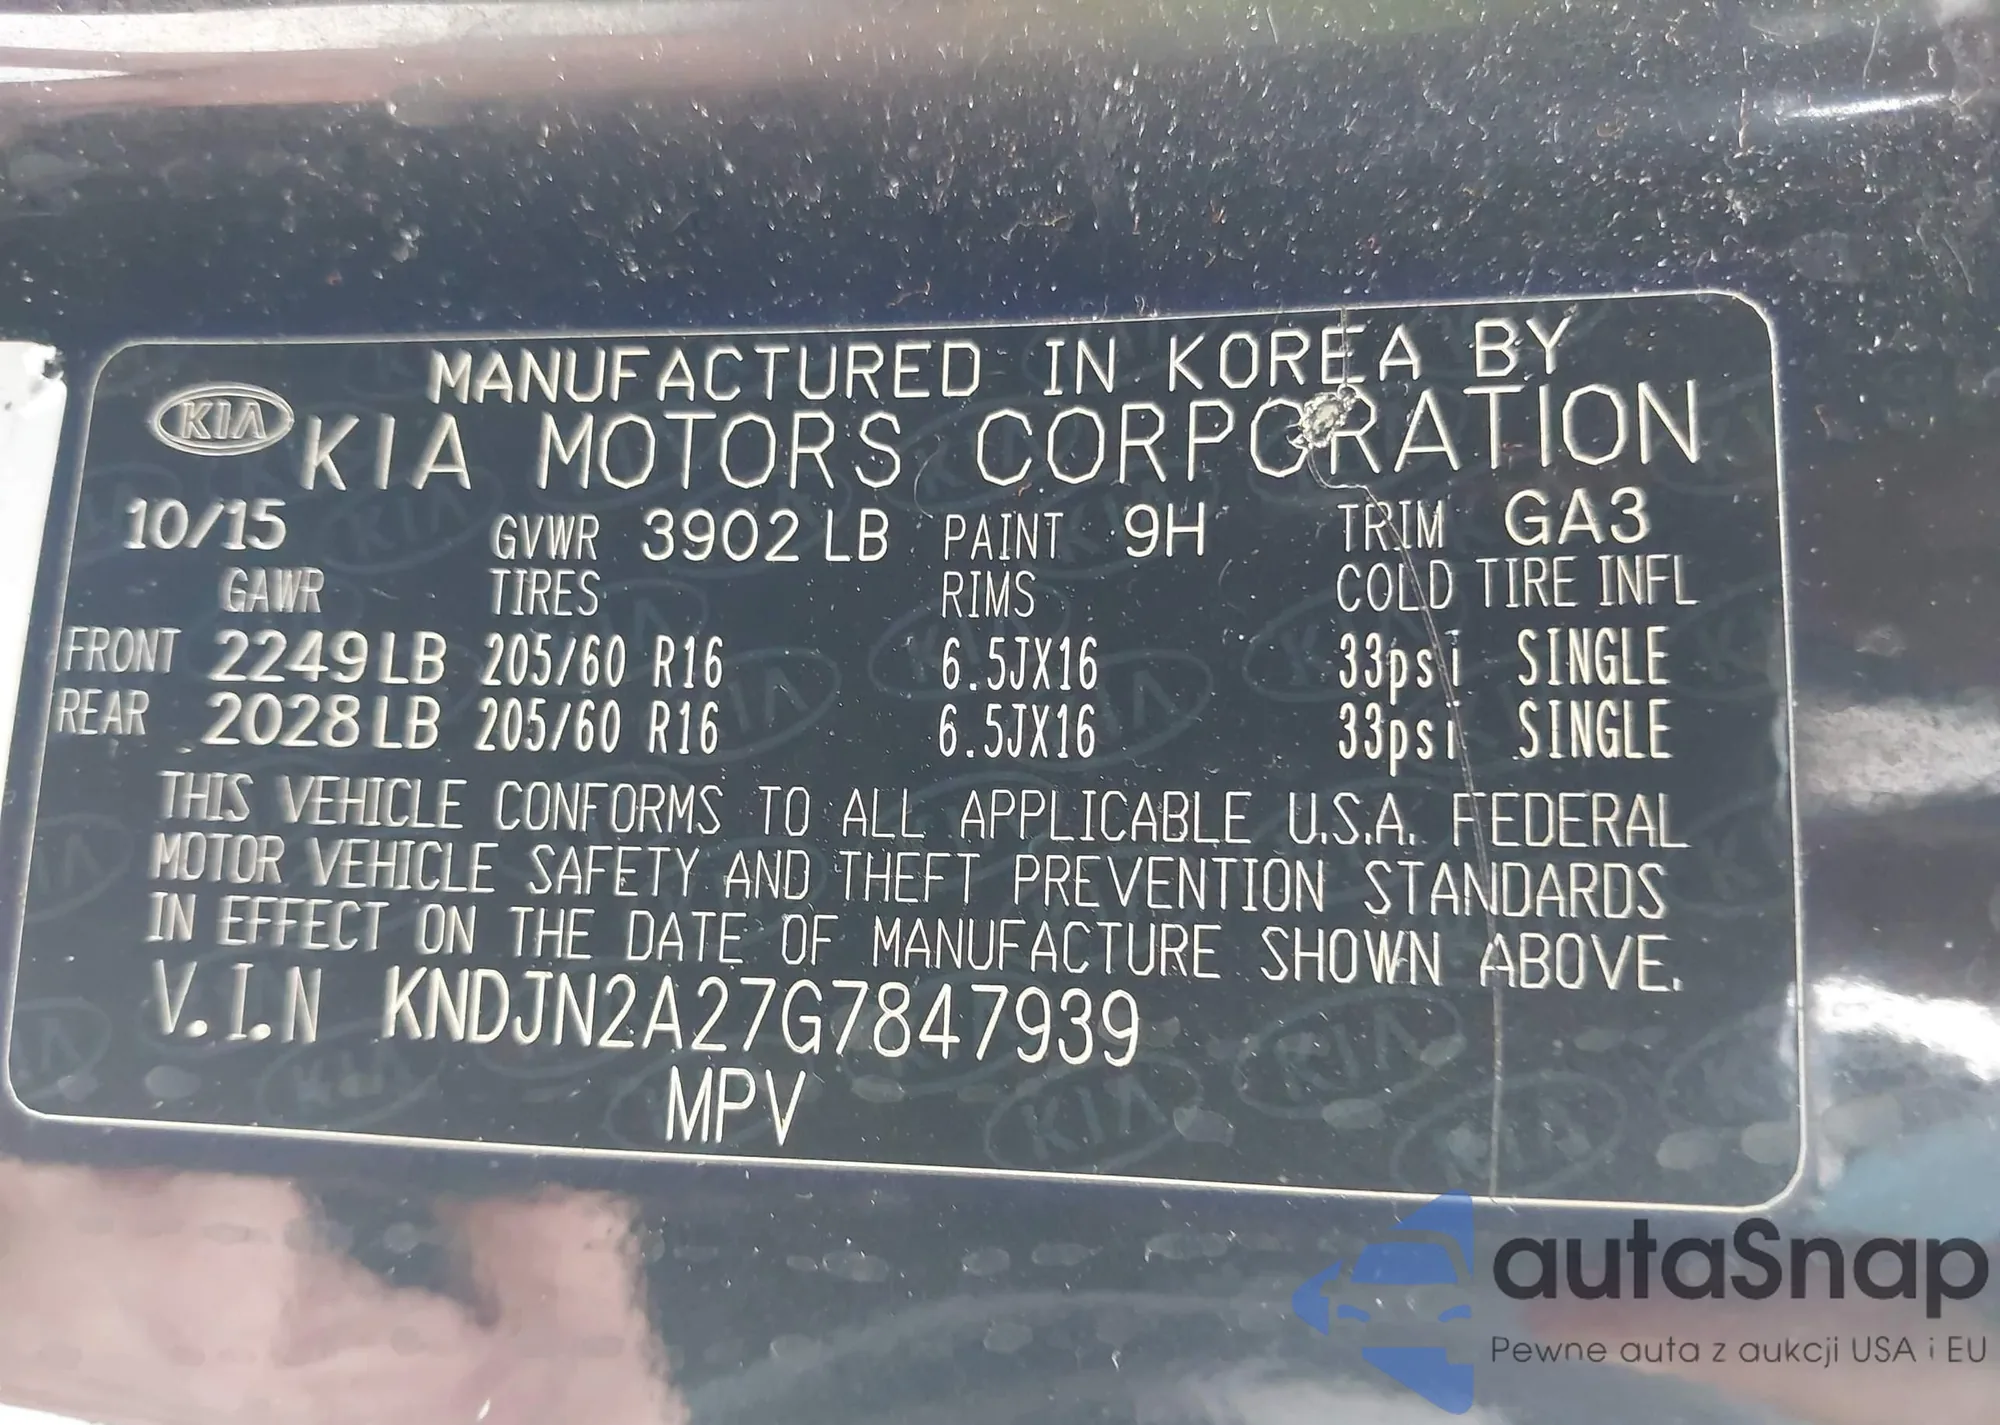 MANUFACTURED IN KOREA BY
KIA KIA MOTORS CORPORATION
10/15 GVWR 3902 LB PAINT 9H TRIM GA3
GAWR TIRES RIMS COLD TIRE INFL
FRONT 2249 LB 205/60 R16 6.5JX16 33psi SINGLE
REAR 2028 LB 205/60 R16 6.5JX16 33psi SINGLE
THIS VEHICLE CONFORMS TO ALL APPLICABLE U.S.A. FEDERAL
MOTOR VEHICLE SAFETY AND THEFT PREVENTION STANDARDS
IN EFFECT ON THE DATE OF MANUFACTURE SHOWN ABOVE.
V.I.N KNDJN2A27G7847939
MPV
autaSnap
Pewne auta z aukcji USA i EU